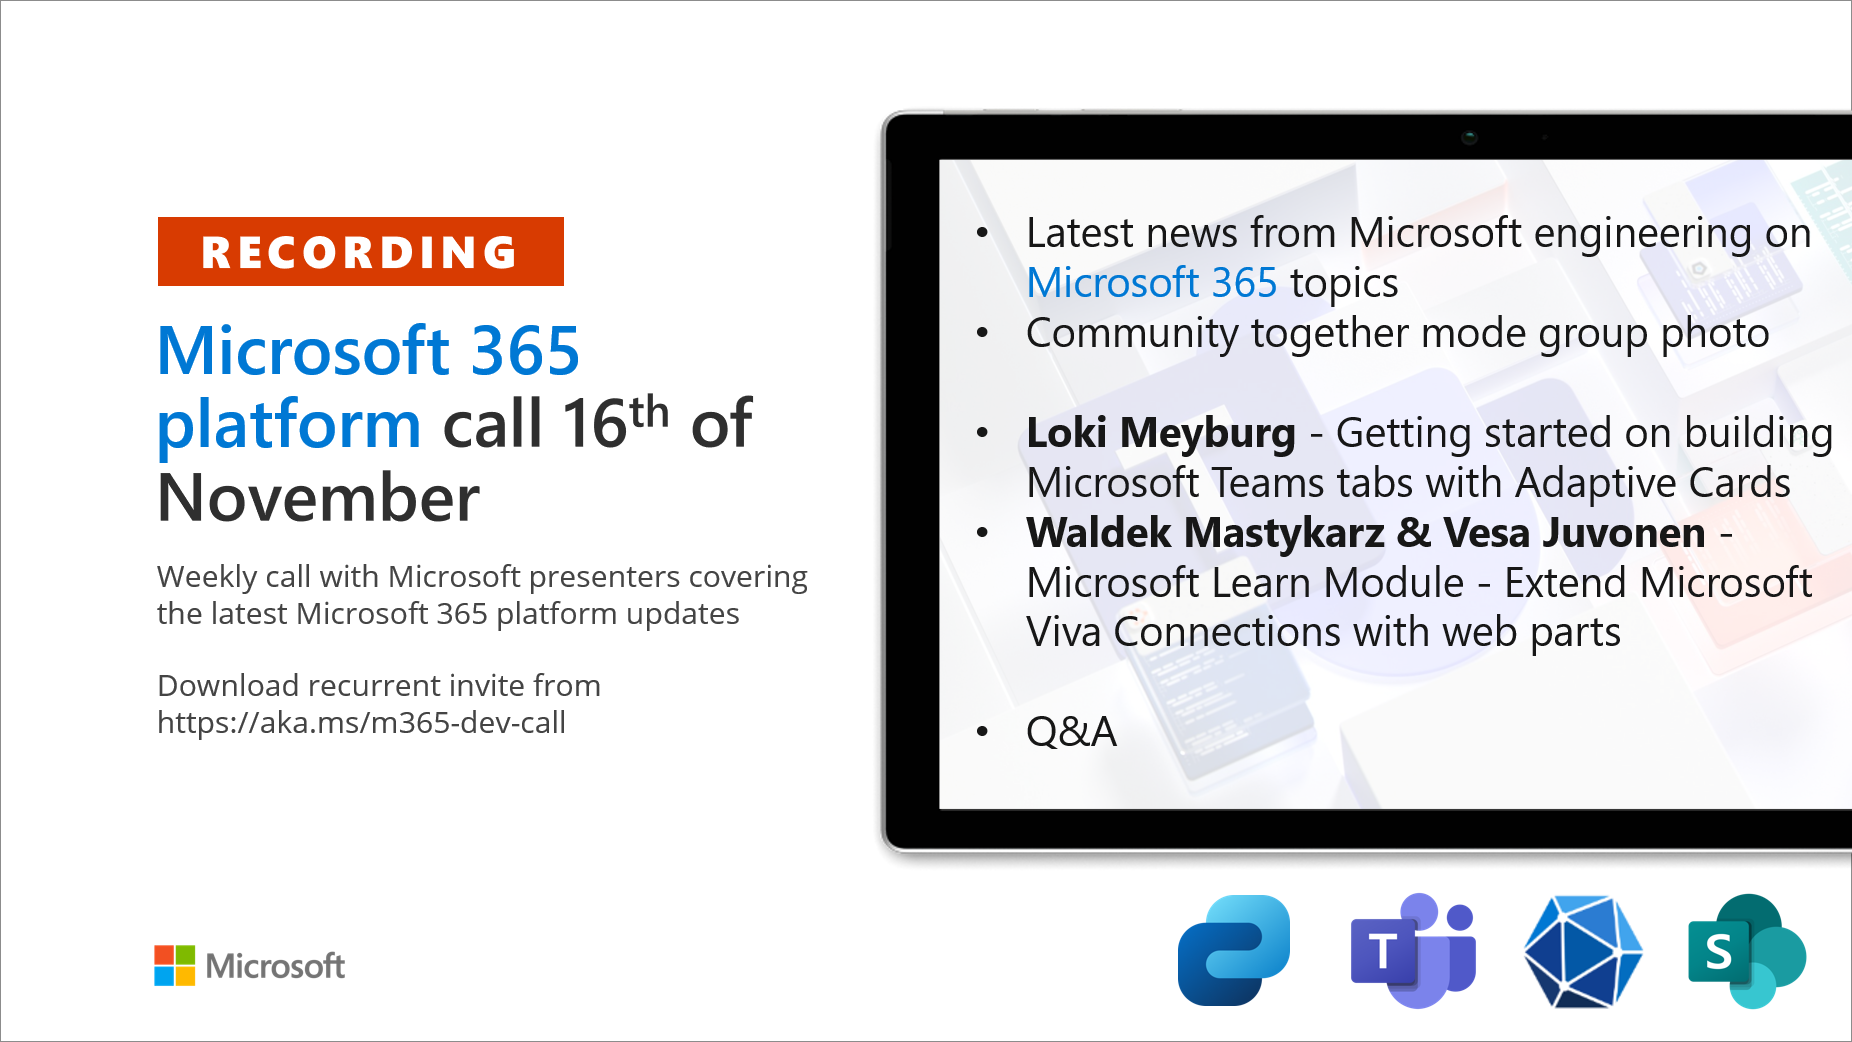 RECORDING
Microsoft 365
platform call 16th of
November
Weekly call with Microsoft presenters covering
the latest Microsoft 365 platform updates
Download recurrent invite from
https://aka.ms/m365-dev-call
Microsoft
• Latest news from Microsoft engineering on
Microsoft 365 topics
• Community together mode group photo
• Loki Meyburg - Getting started on building
Microsoft Teams tabs with Adaptive Cards
• Waldek Mastykarz & Vesa Juvonen -
Microsoft Learn Module - Extend Microsoft
Viva Connections with web parts
• Q&A
T
S